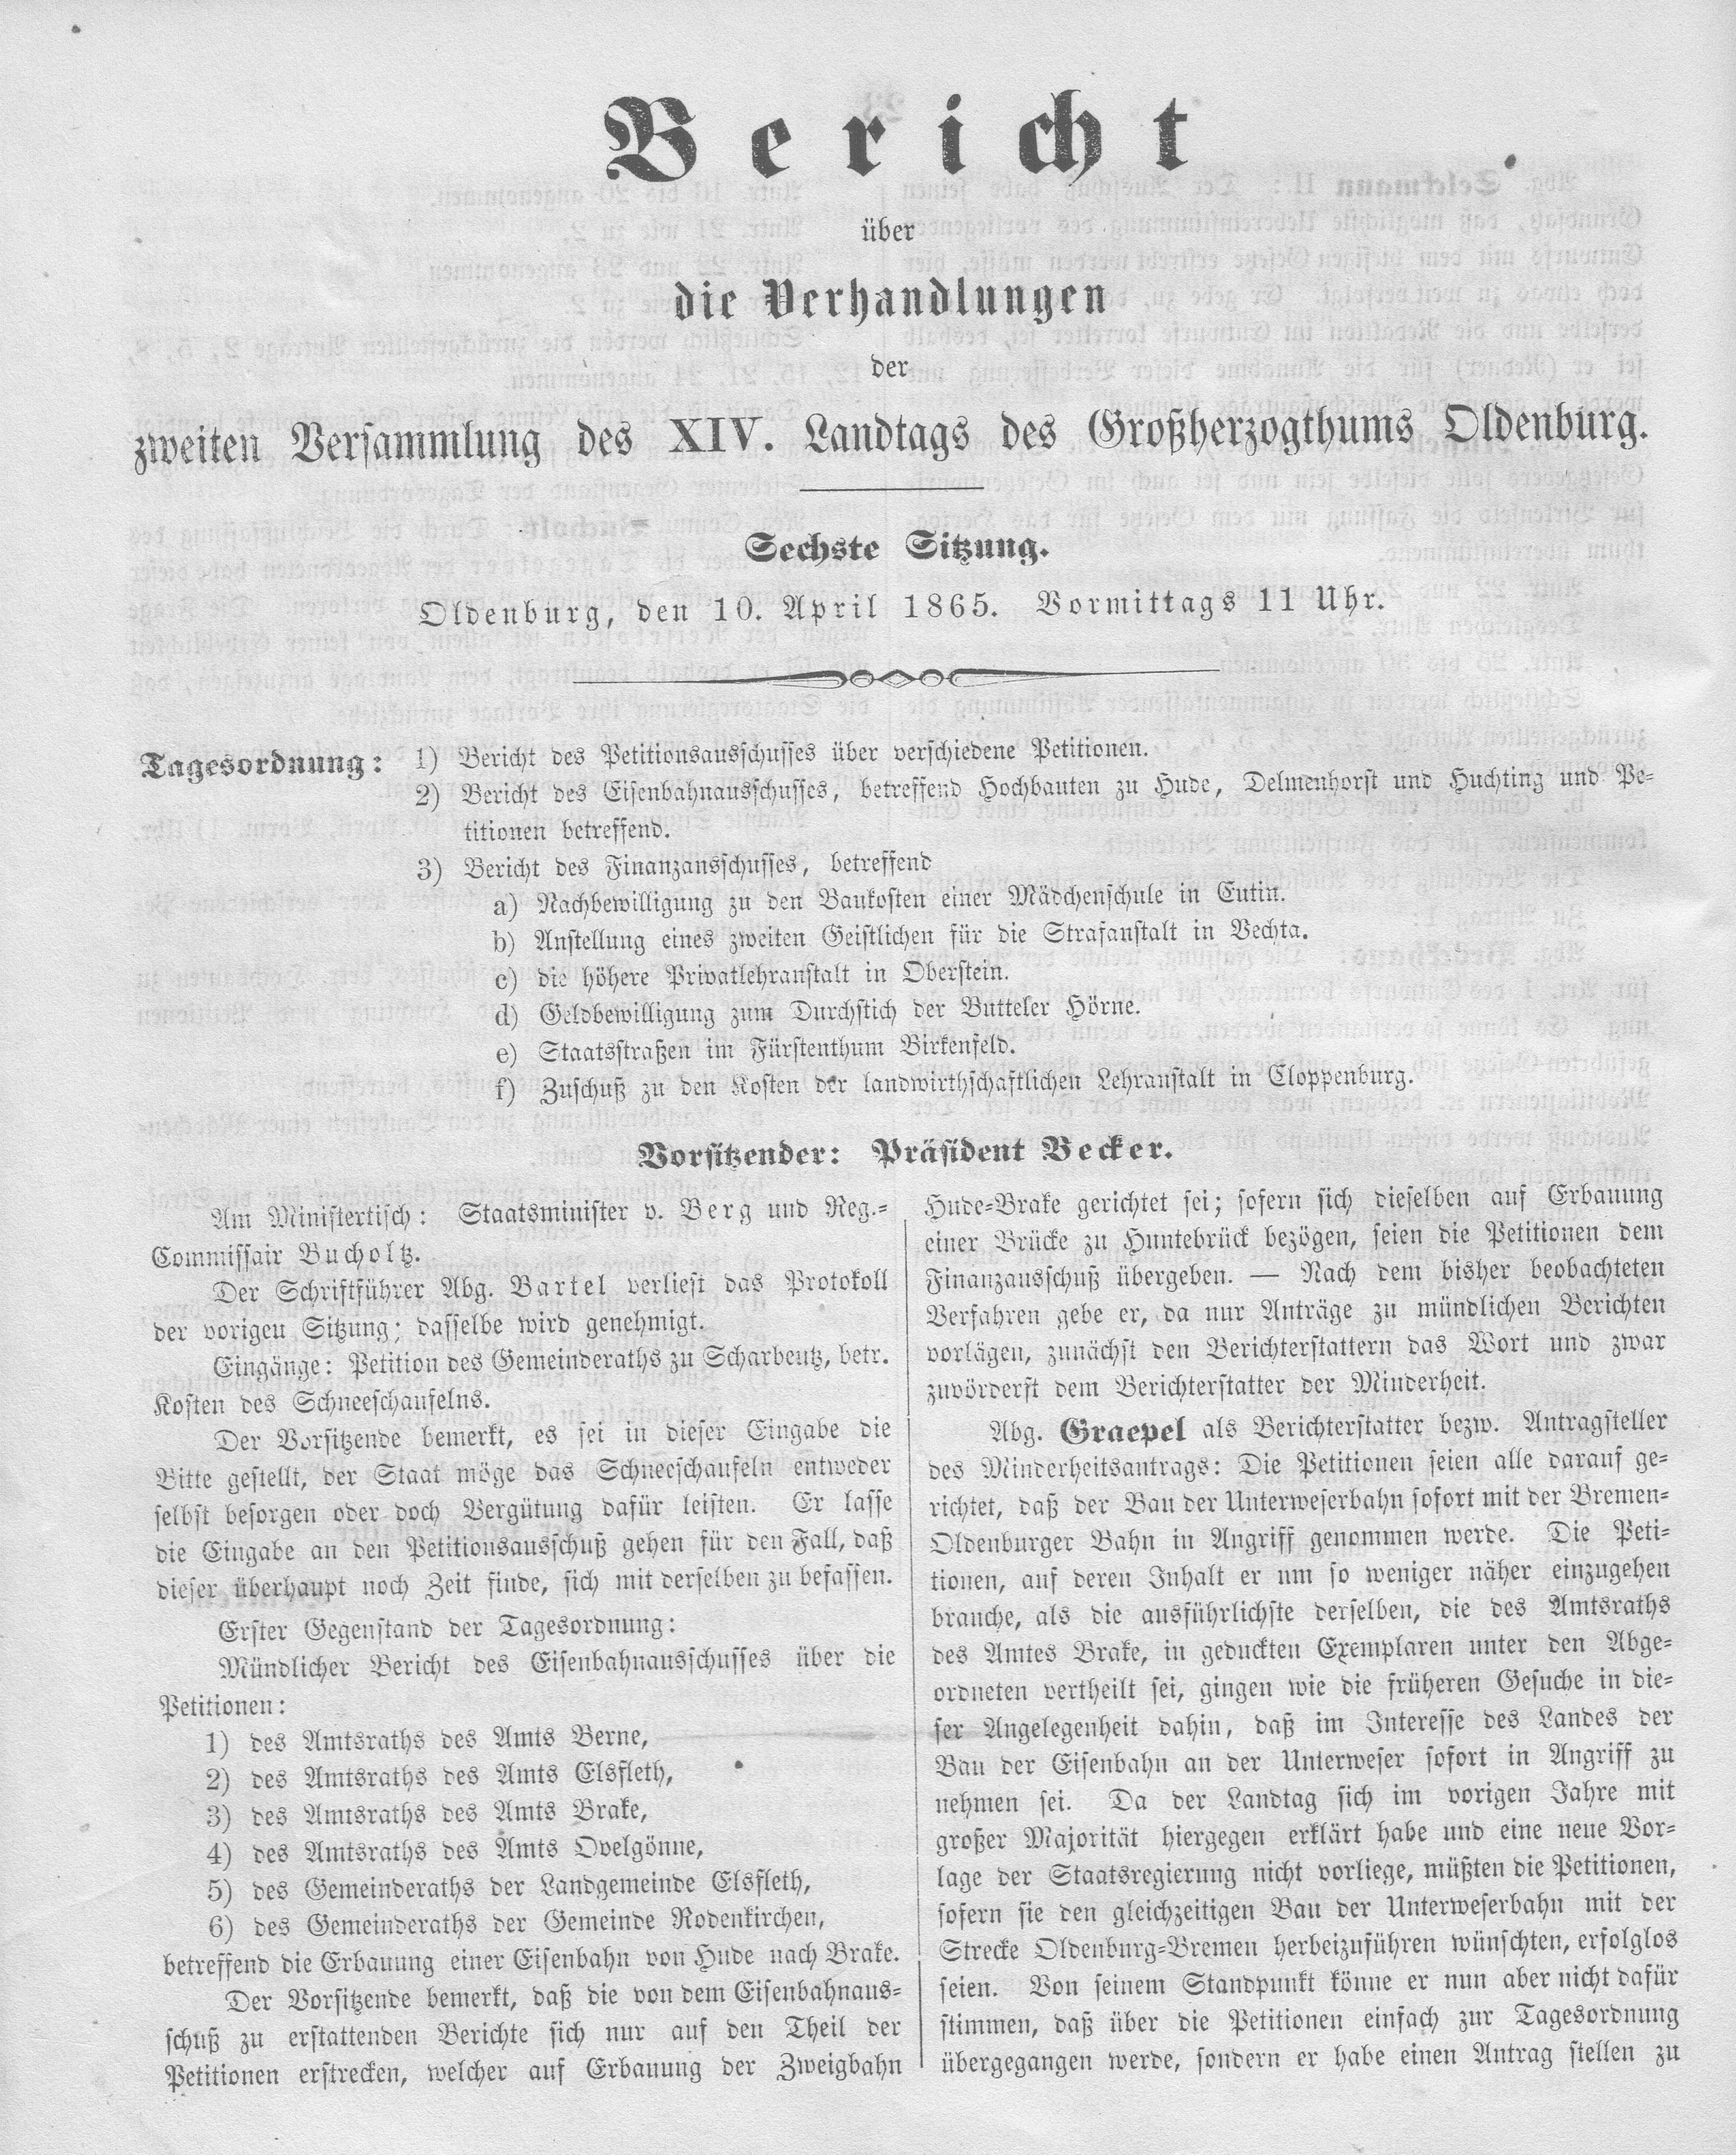 Bericht
über
die Verhandlungen
der
zweiten Versammlung des XIV. Landtags des Großherzogthums Oldenburg.
Sechste Sitzung.
Oldenburg, den 10. April 1865. Vormittags 11 Uhr.
Tagesordnung: 1) Bericht des Petitionsausschusses über verschiedene Petitionen.
2) Bericht des Eisenbahnausschusses, betreffend Hochbauten zu Hude, Delmenhorst und Huchting und Pe-
titionen betreffend.
3) Bericht des Finanzansschusses, betreffend
a) Nachbewilligung zu den Baukosten einer Mädchenschule in Eutin.
b) Anstellung eines zweiten Geistlichen für die Strafanstalt in Vechta.
c) die höhere Privatlehranstalt in Oberstein.
d) Geldbewilligung zum Durchstich der Butteler Hörne.
e) Staatsstraßen im Fürstenthum Birkenfeld.
f) Zuschuß zu den Kosten der landwirthschaftlichen Lehranstalt in Cloppenburg.
Vorsitzender: Präsident Becker.
Am Ministertisch: Staatsminister v. Berg und Reg.-
Commissair Bucholtz.
Der Schriftführer Abg. Bartel verliest das Protokoll
der vorigen Sitzung; dasselbe wird genehmigt.
Eingänge: Petition des Gemeinderaths zu Scharbeutz, betr.
Kosten des Schneeschaufelns.
Der Vorsitzende bemerkt, es sei in dieser Eingabe die
Bitte gestellt, der Staat möge das Schneeschaufeln entweder
selbst besorgen oder doch Vergütung dafür leisten. Er lasse
die Eingabe an den Petitionsausschuß gehen für den Fall, daß
dieser überhaupt noch Zeit finde, sich mit derselben zu befassen.
Erster Gegenstand der Tagesordnung:
Mündlicher Bericht des Eisenbahnausschusses über die
Petitionen:
1) des Amtsraths des Amts Berne,
2) des Amtsraths des Amts Elsfleth,
3) des Amtsraths des Amts Brake,
4) des Amtsraths des Amts Ovelgönne,
5) des Gemeinderaths der Landgemeinde Elsfleth,
6) des Gemeinderaths der Gemeinde Rodenkirchen,
betreffend die Erbauung einer Eisenbahn von Hude nach Brake.
Der Vorsitzende bemerkt, daß die von dem Eisenbahnaus-
schuß zu erstattenden Berichte sich nur auf den Theil der
Petitionen erstrecken, welcher auf Erbauung der Zweigbahn
Hude-Brake gerichtet sei; sofern sich dieselben auf Erbauung
einer Brücke zu Huntebrück bezögen, seien die Petitionen dem
Finanzausschuß übergeben. — Nach dem bisher beobachteten
Verfahren gebe er, da nur Anträge zu mündlichen Berichten
vorlägen, zunächst den Berichterstattern das Wort und zwar
zuvörderst dem Berichterstatter der Minderheit.
Abg. Graepel als Berichterstatter bezw. Antragsteller
des Minderheitsantrags: Die Petitionen seien alle darauf ge-
richtet, daß der Bau der Unterweserbahn sofort mit der Bremen-
Oldenburger Bahn in Angriff genommen werde. Die Peti-
tionen, auf deren Inhalt er um so weniger näher einzugehen
brauche, als die ausführlichste derselben, die des Amtsraths
des Amtes Brake, in geduckten Exemplaren unter den Abge-
ordneten vertheilt sei, gingen wie die früheren Gesuche in die-
ser Angelegenheit dahin, daß im Interesse des Landes der
Bau der Eisenbahn an der Unterweser sofort in Angriff zu
nehmen sei. Da der Landtag sich im vorigen Jahre mit
großer Majorität hiergegen erklärt habe und eine neue Vor-
lage der Staatsregierung nicht vorliege, müßten die Petitionen,
sofern sie den gleichzeitigen Bau der Unterweserbahn mit der
Strecke Oldenburg-Bremen herbeizuführen wünschten, erfolglos
seien. Von seinem Standpunkt könne er nun aber nicht dafür
stimmen, daß über die Petitionen einfach zur Tagesordnung
übergegangen werde, sondern er habe einen Antrag stellen zu